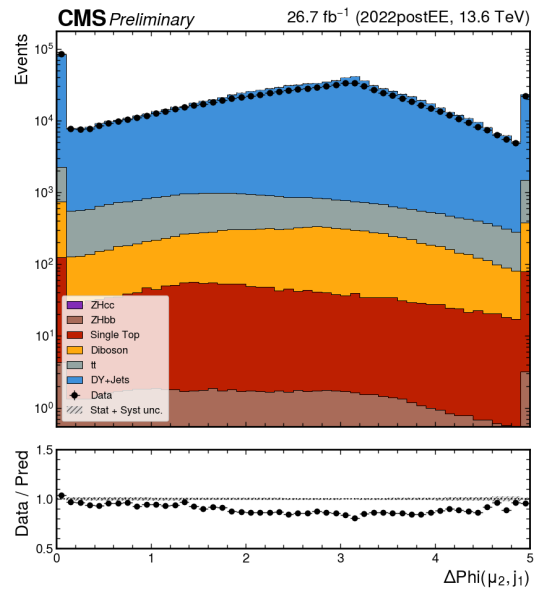 CMS Preliminary 26.7 fb⁻¹ (2022postEE, 13.6 TeV)
Events
10⁵
10⁴
10³
10²
10¹
10⁰
ZHcc
ZHbb
Single Top
Diboson
tt
DY+Jets
Data
Stat + Syst unc.
Data / Pred
1.5
1.0
0.5
0 1 2 3 4 5
ΔPhi(μ₂, j₁)